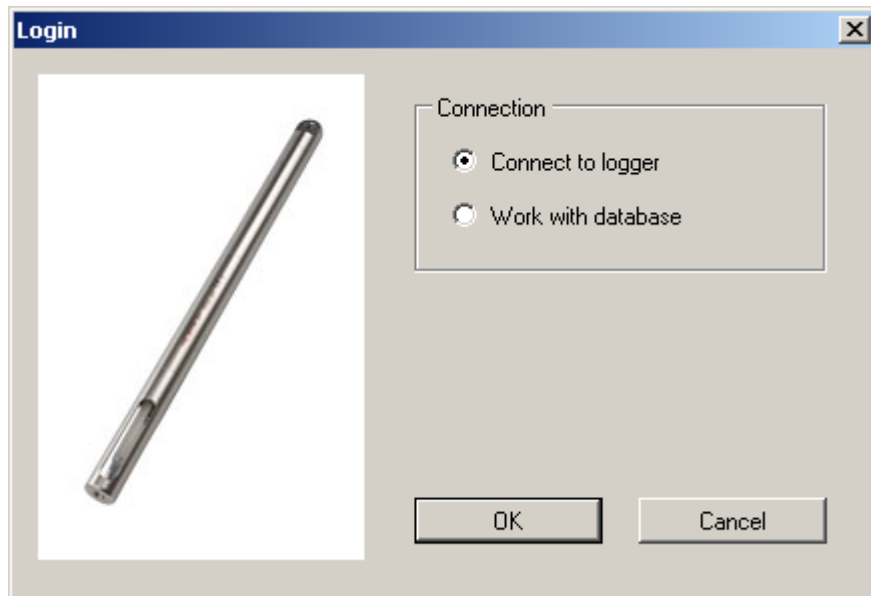 Login
Connection
Connect to logger
Work with database
OK
Cancel